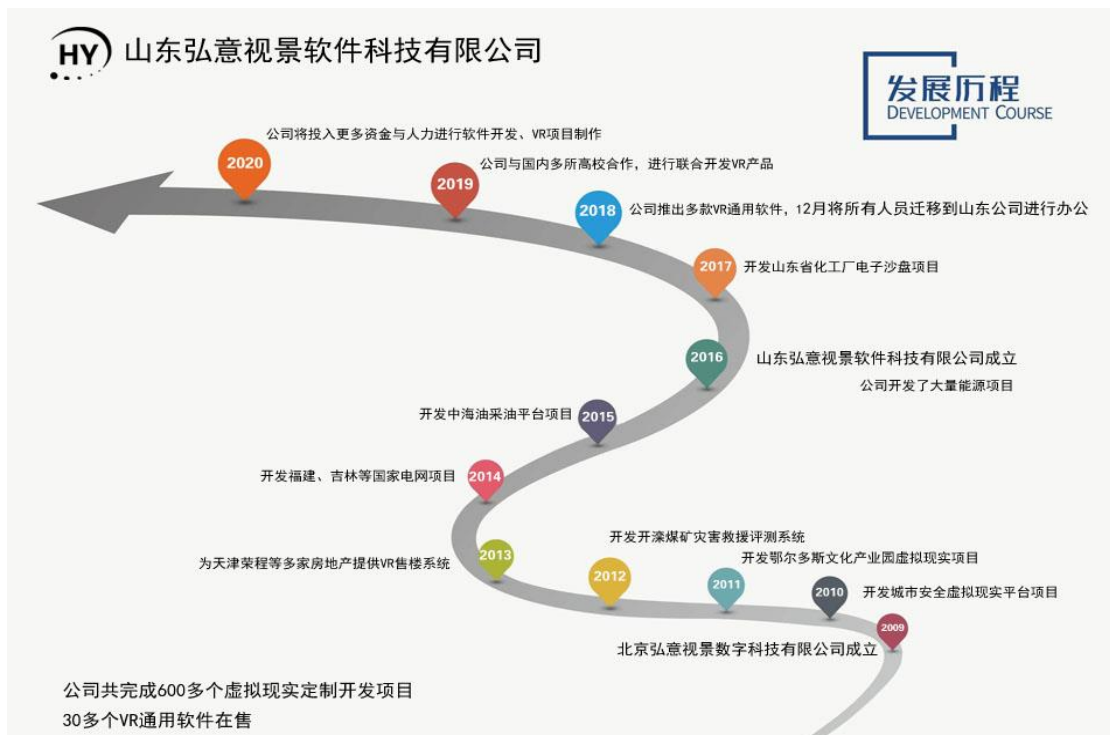 HY 山东弘意视景软件科技有限公司
发展历程
DEVELOPMENT COURSE
公司将投入更多资金与人力进行软件开发、VR项目制作
2020
公司与国内多所高校合作，进行联合开发VR产品
2019
2018 公司推出多款VR通用软件，12月将所有人员迁移到山东公司进行办公
2017 开发山东省化工厂电子沙盘项目
2016 山东弘意视景软件科技有限公司成立
公司开发了大量能源项目
开发中海油采油平台项目 2015
开发福建、吉林等国家电网项目 2014
为天津荣程等多家房地产提供VR售楼系统 2013
开发开滦煤矿灾害救援评测系统
2012
开发鄂尔多斯文化产业园虚拟现实项目
2011
2010 开发城市安全虚拟现实平台项目
2009
北京弘意视景数字科技有限公司成立
公司共完成600多个虚拟现实定制开发项目
30多个VR通用软件在售